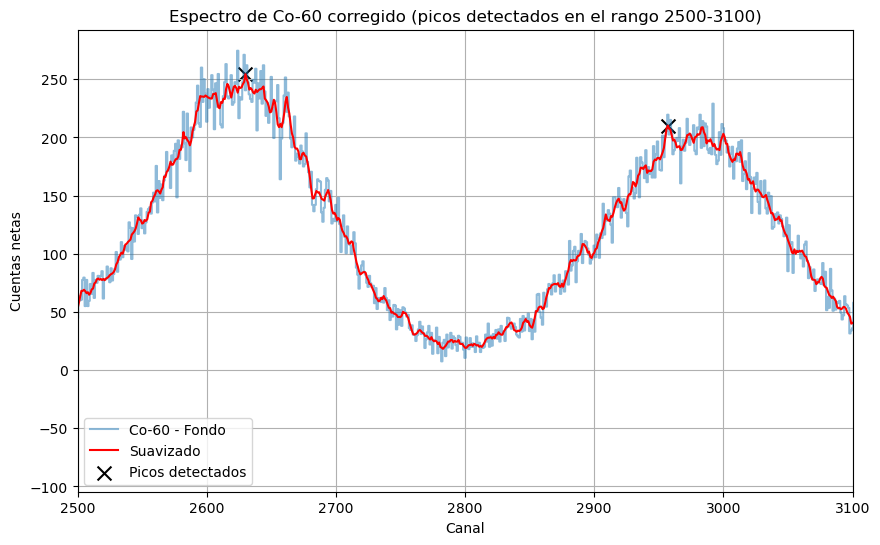 Espectro de Co-60 corregido (picos detectados en el rango 2500-3100)
Cuentas netas
250
200
150
100
50
0
−50
−100
Co-60 - Fondo
Suavizado
Picos detectados
2500 2600 2700 2800 2900 3000 3100
Canal